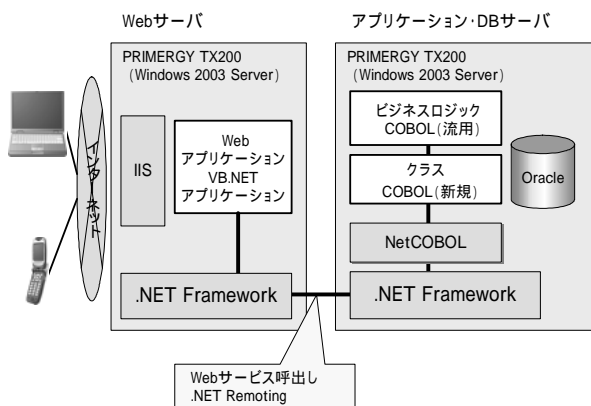 Webサーバ
アプリケーション・DBサーバ
PRIMERGY TX200
(Windows 2003 Server)
PRIMERGY TX200
(Windows 2003 Server)
インターネット
IIS
Web
アプリケーション
VB.NET
アプリケーション
ビジネスロジック
COBOL(流用)
クラス
COBOL(新規)
Oracle
NetCOBOL
.NET Framework
.NET Framework
Webサービス呼出し
.NET Remoting